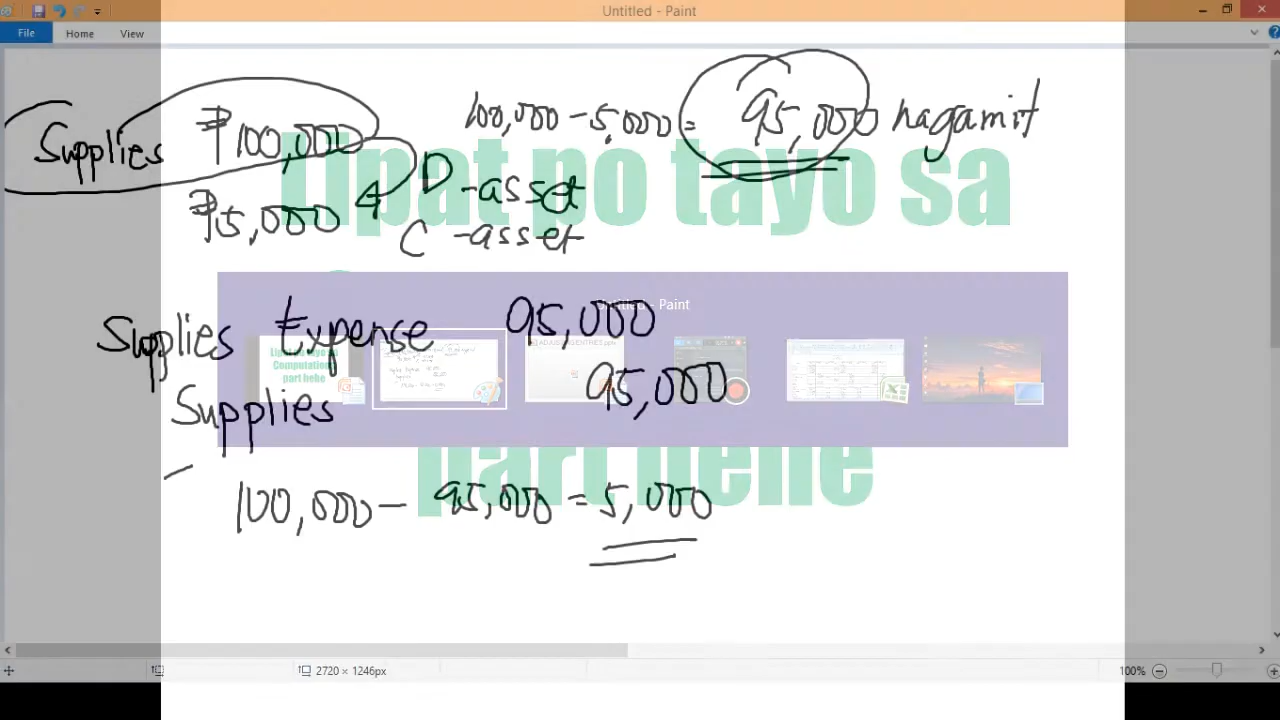 Untitled - Paint
File Home View
100,000 - 5,000 = 95,000 nagamit
Supplies ₱100,000
D -asset
₱5,000
C -asset
Lipat po tayo sa
Untitled - Paint
Supplies Expense 95,000
Supplies 95,000
part hehe
100,000 - 95,000 = 5,000
2720 × 1246px
100%